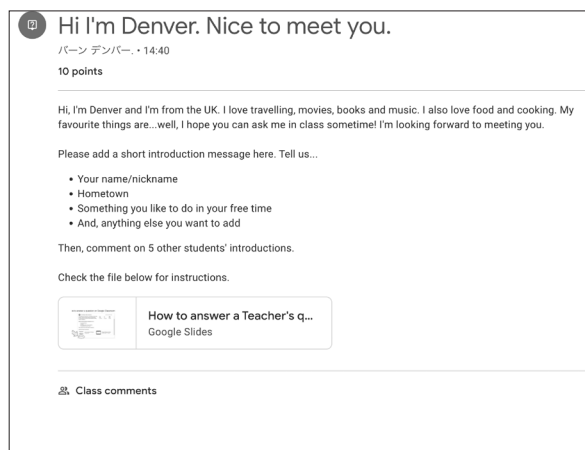 Hi I'm Denver. Nice to meet you.
バーン デンバー. • 14:40
10 points
Hi, I'm Denver and I'm from the UK. I love travelling, movies, books and music. I also love food and cooking. My
favourite things are...well, I hope you can ask me in class sometime! I'm looking forward to meeting you.
Please add a short introduction message here. Tell us...
• Your name/nickname
• Hometown
• Something you like to do in your free time
• And, anything else you want to add
Then, comment on 5 other students' introductions.
Check the file below for instructions.
How to answer a Teacher's q...
Google Slides
Class comments